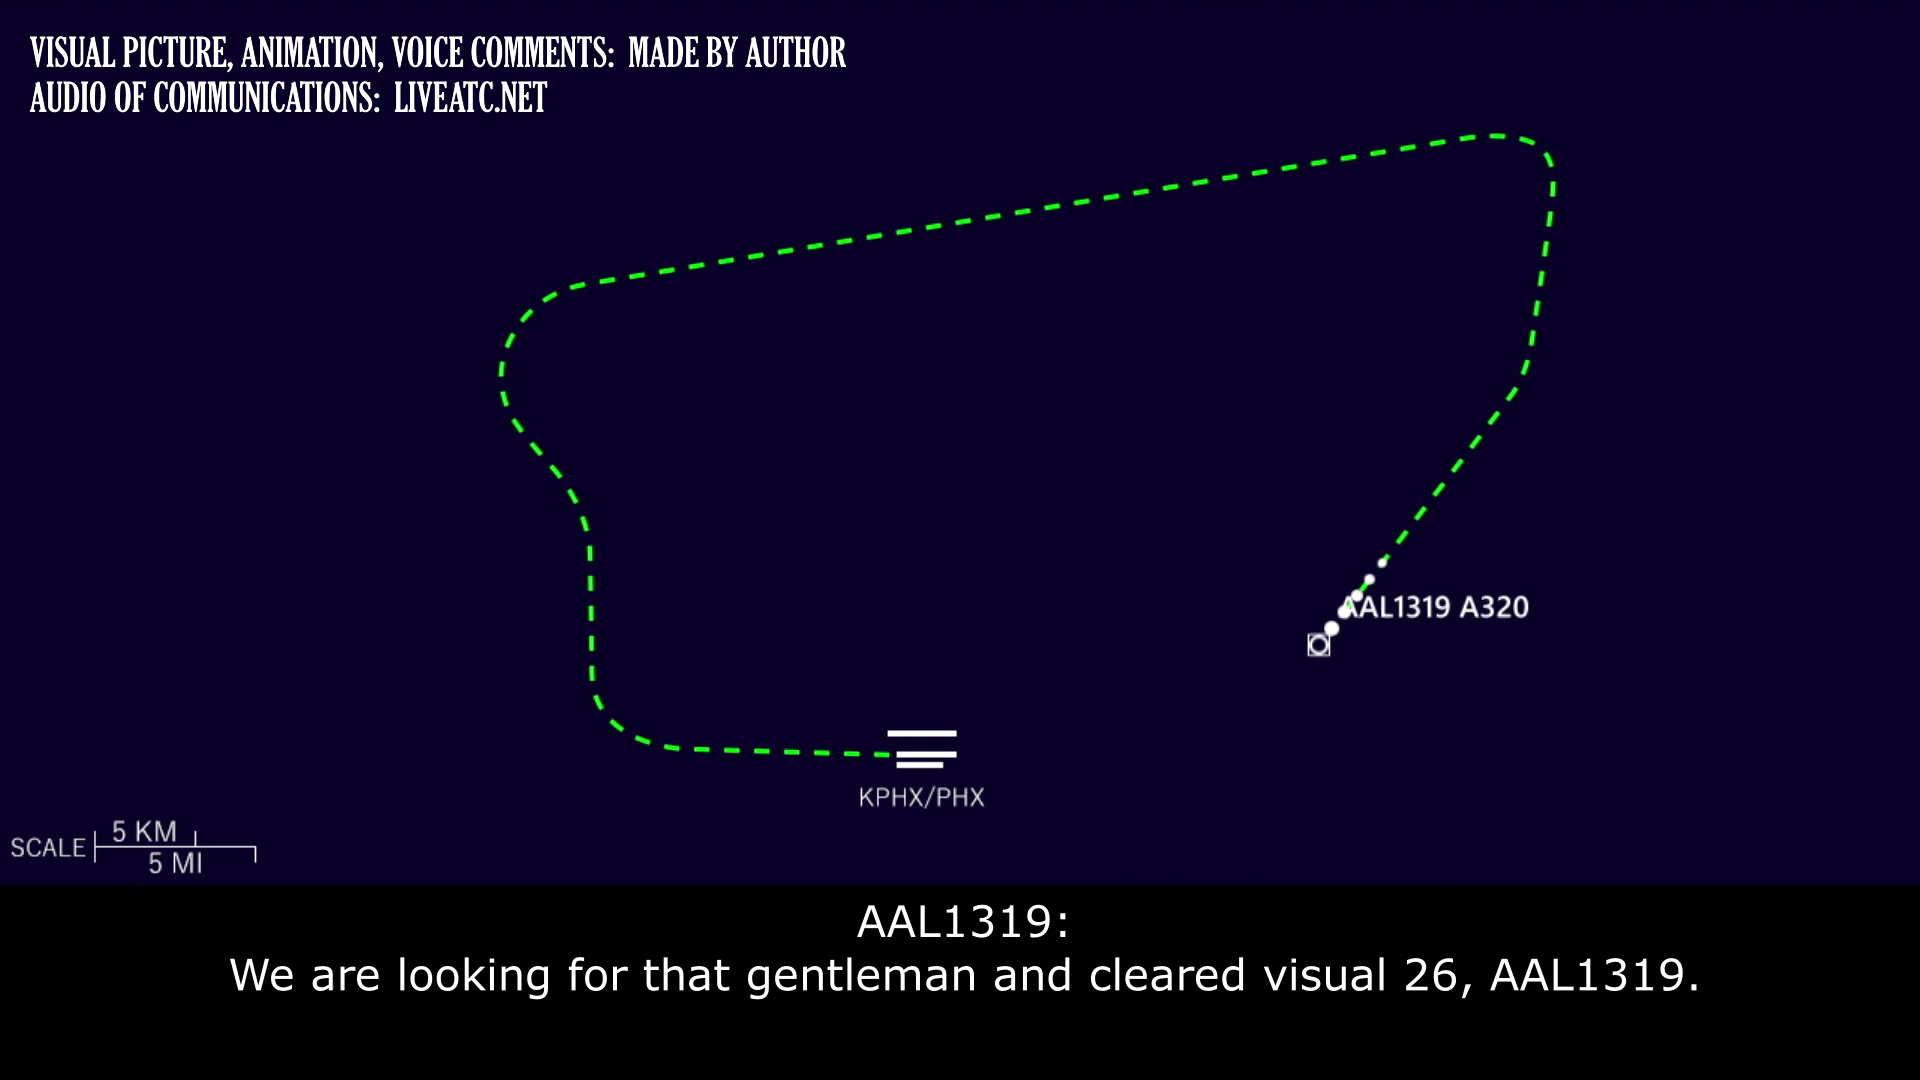 VISUAL PICTURE, ANIMATION, VOICE COMMENTS: MADE BY AUTHOR
AUDIO OF COMMUNICATIONS: LIVEATC.NET
AAL1319 A320
KPHX/PHX
SCALE
5 KM
5 MI
AAL1319:
We are looking for that gentleman and cleared visual 26, AAL1319.